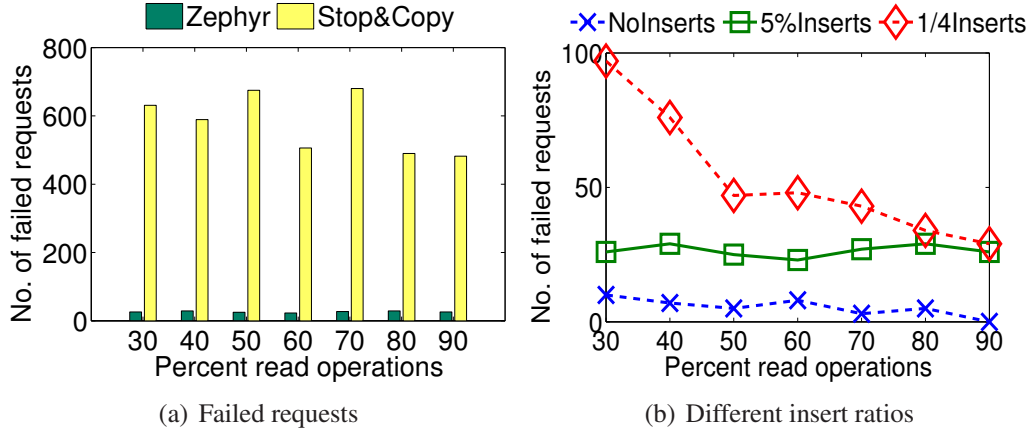 Zephyr Stop&Copy
800
600
400
200
0
30 40 50 60 70 80 90
No. of failed requests
Percent read operations
(a) Failed requests
NoInserts 5%Inserts 1/4Inserts
100
50
0
30 40 50 60 70 80 90
No. of failed requests
Percent read operations
(b) Different insert ratios